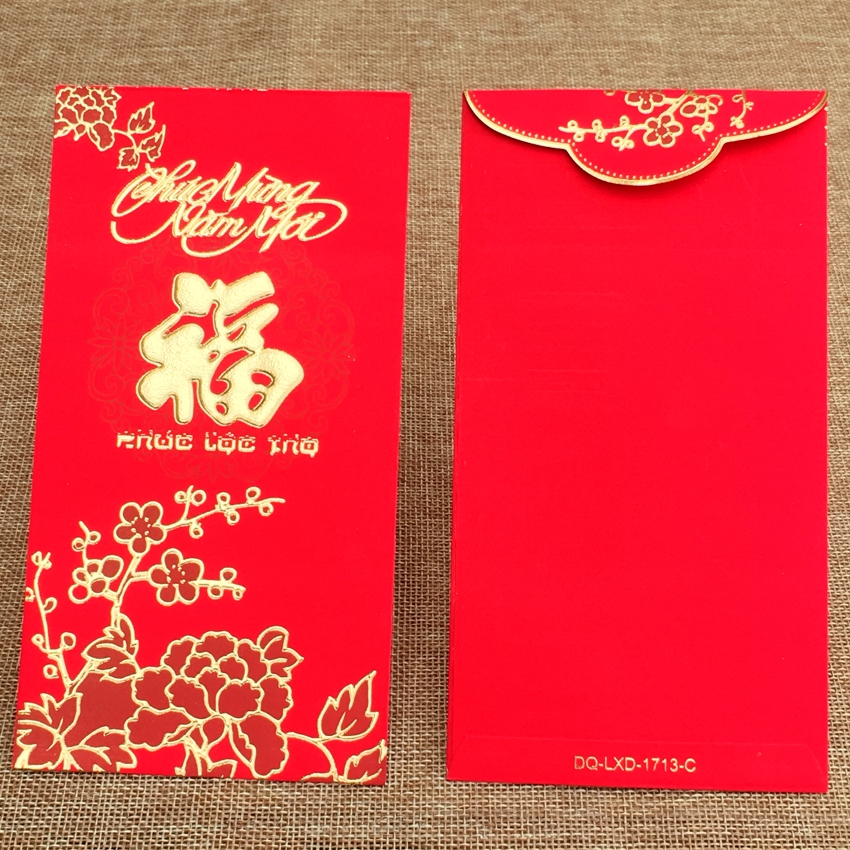 Chúc Mừng
Năm Mới
福
PHÚC LỘC THỌ
DQ-LXD-1713-C